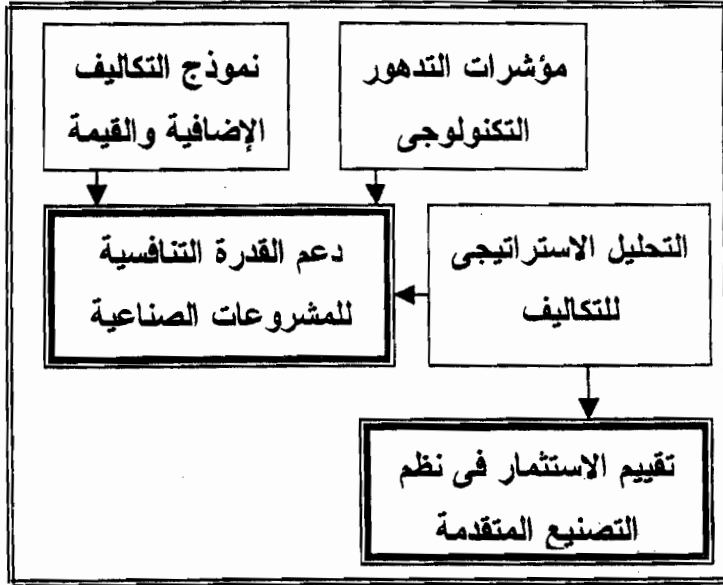 مؤشرات التدهور
التكنولوجى
نموذج التكاليف
الإضافية والقيمة
التحليل الاستراتيجى
للتكاليف
دعم القدرة التنافسية
للمشروعات الصناعية
تقييم الاستثمار فى نظم
التصنيع المتقدمة